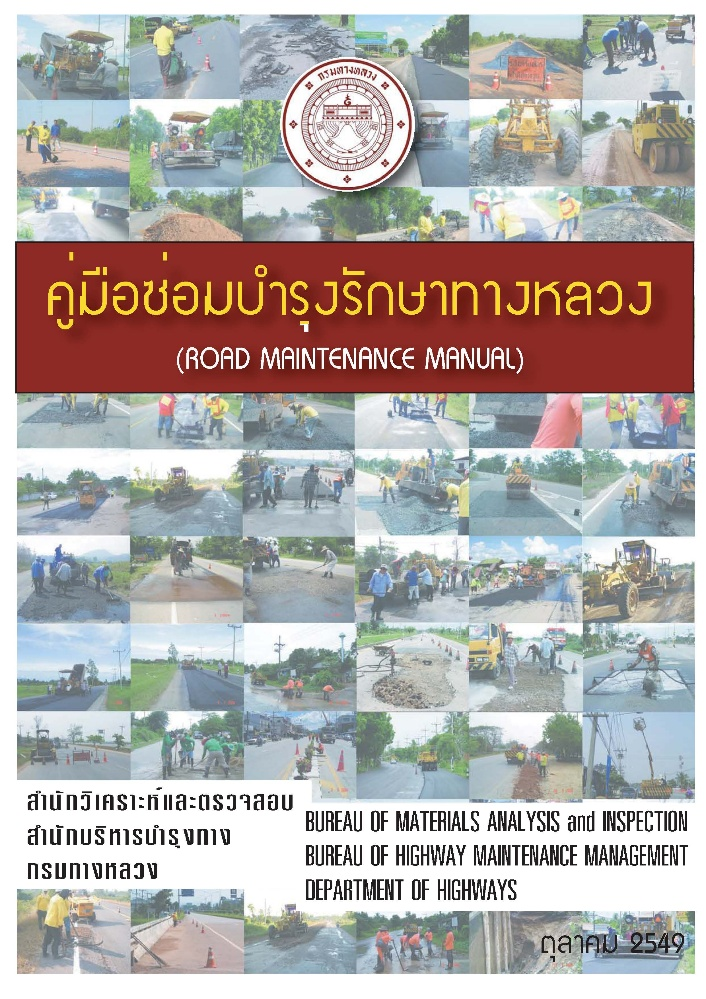 กรมทางหลวง
คู่มือซ่อมบำรุงรักษาทางหลวง
(ROAD MAINTENANCE MANUAL)
สำนักวิเคราะห์และตรวจสอบ
สำนักบริหารบำรุงทาง
กรมทางหลวง
BUREAU OF MATERIALS ANALYSIS and INSPECTION
BUREAU OF HIGHWAY MAINTENANCE MANAGEMENT
DEPARTMENT OF HIGHWAYS
ตุลาคม 2549